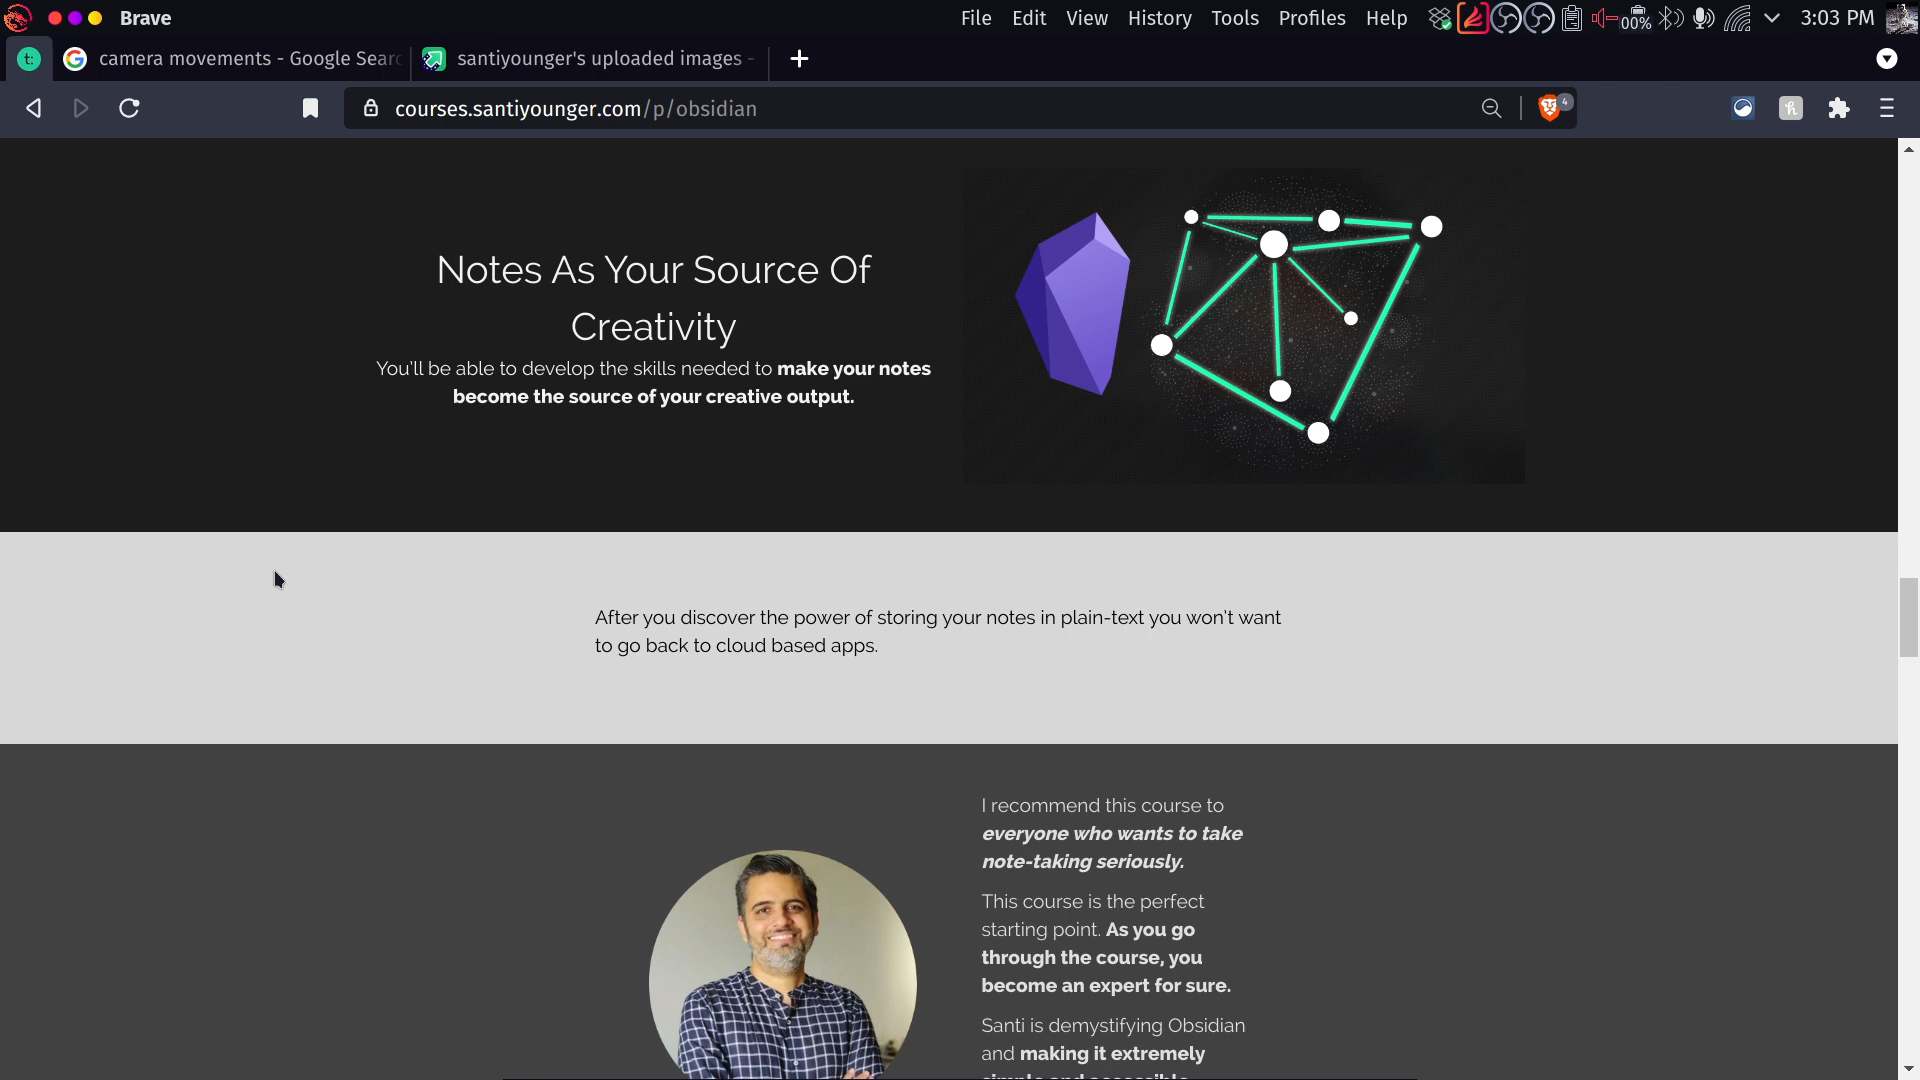 Brave
File Edit View History Tools Profiles Help 00% 3:03 PM
t: camera movements - Google Searc santiyounger's uploaded images -
courses.santiyounger.com/p/obsidian 4
Notes As Your Source Of
Creativity
You'll be able to develop the skills needed to make your notes
become the source of your creative output.
After you discover the power of storing your notes in plain-text you won't want
to go back to cloud based apps.
I recommend this course to
everyone who wants to take
note-taking seriously.
This course is the perfect
starting point. As you go
through the course, you
become an expert for sure.
Santi is demystifying Obsidian
and making it extremely
simple and accessible